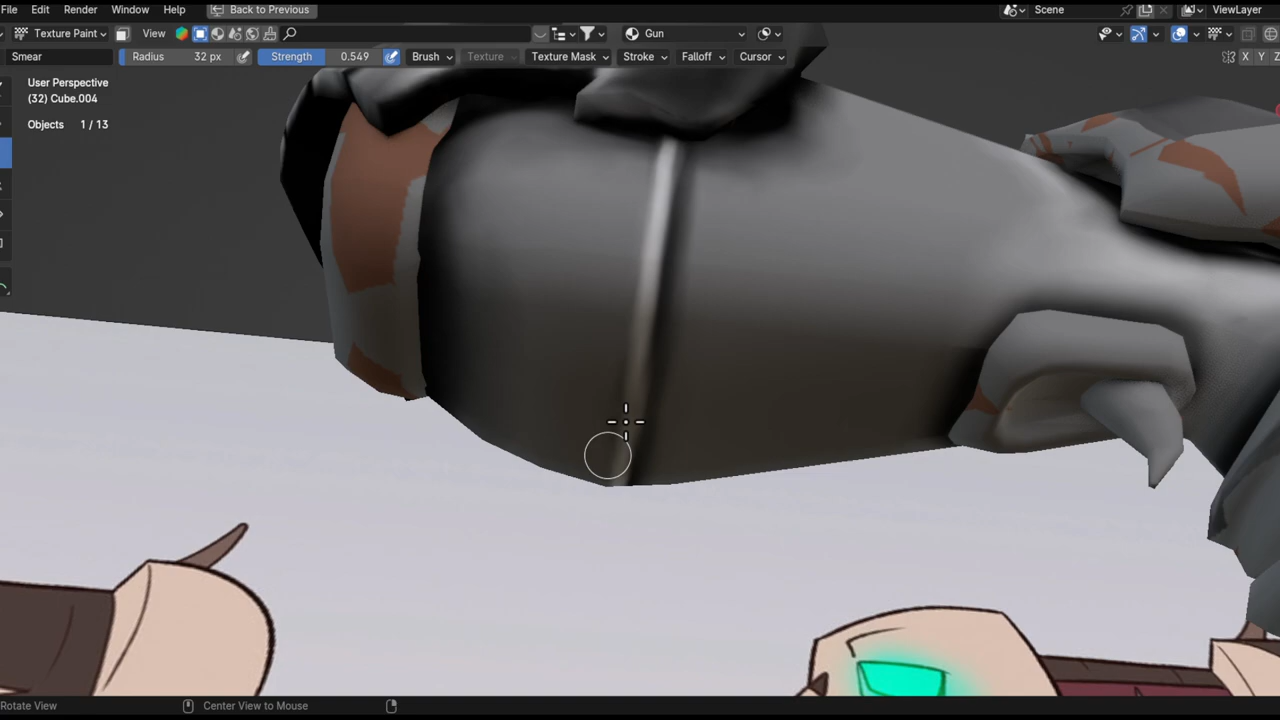 File Edit Render Window Help Back to Previous Scene ViewLayer
Texture Paint View Gun
Smear Radius 32 px Strength 0.549 Brush Texture Texture Mask Stroke Falloff Cursor X Y Z
User Perspective
(32) Cube.004
Objects 1 / 13
Rotate View Center View to Mouse